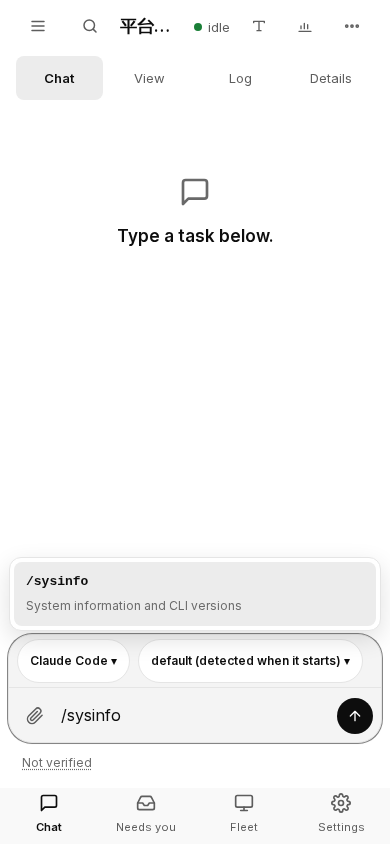 平台… idle
Chat View Log Details
Type a task below.
/sysinfo
System information and CLI versions
Claude Code ▾ default (detected when it starts) ▾
/sysinfo
Not verified
Chat Needs you Fleet Settings